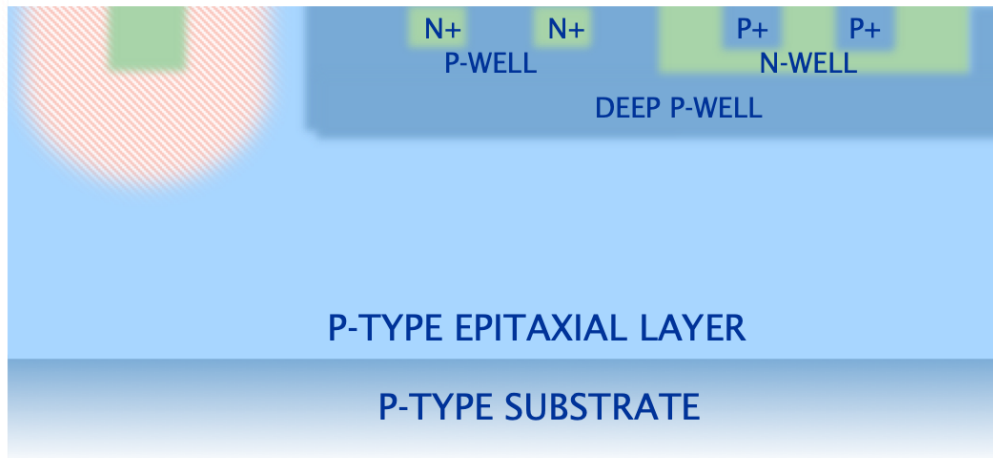 N+ N+ P+ P+
P-WELL N-WELL
DEEP P-WELL
P-TYPE EPITAXIAL LAYER
P-TYPE SUBSTRATE